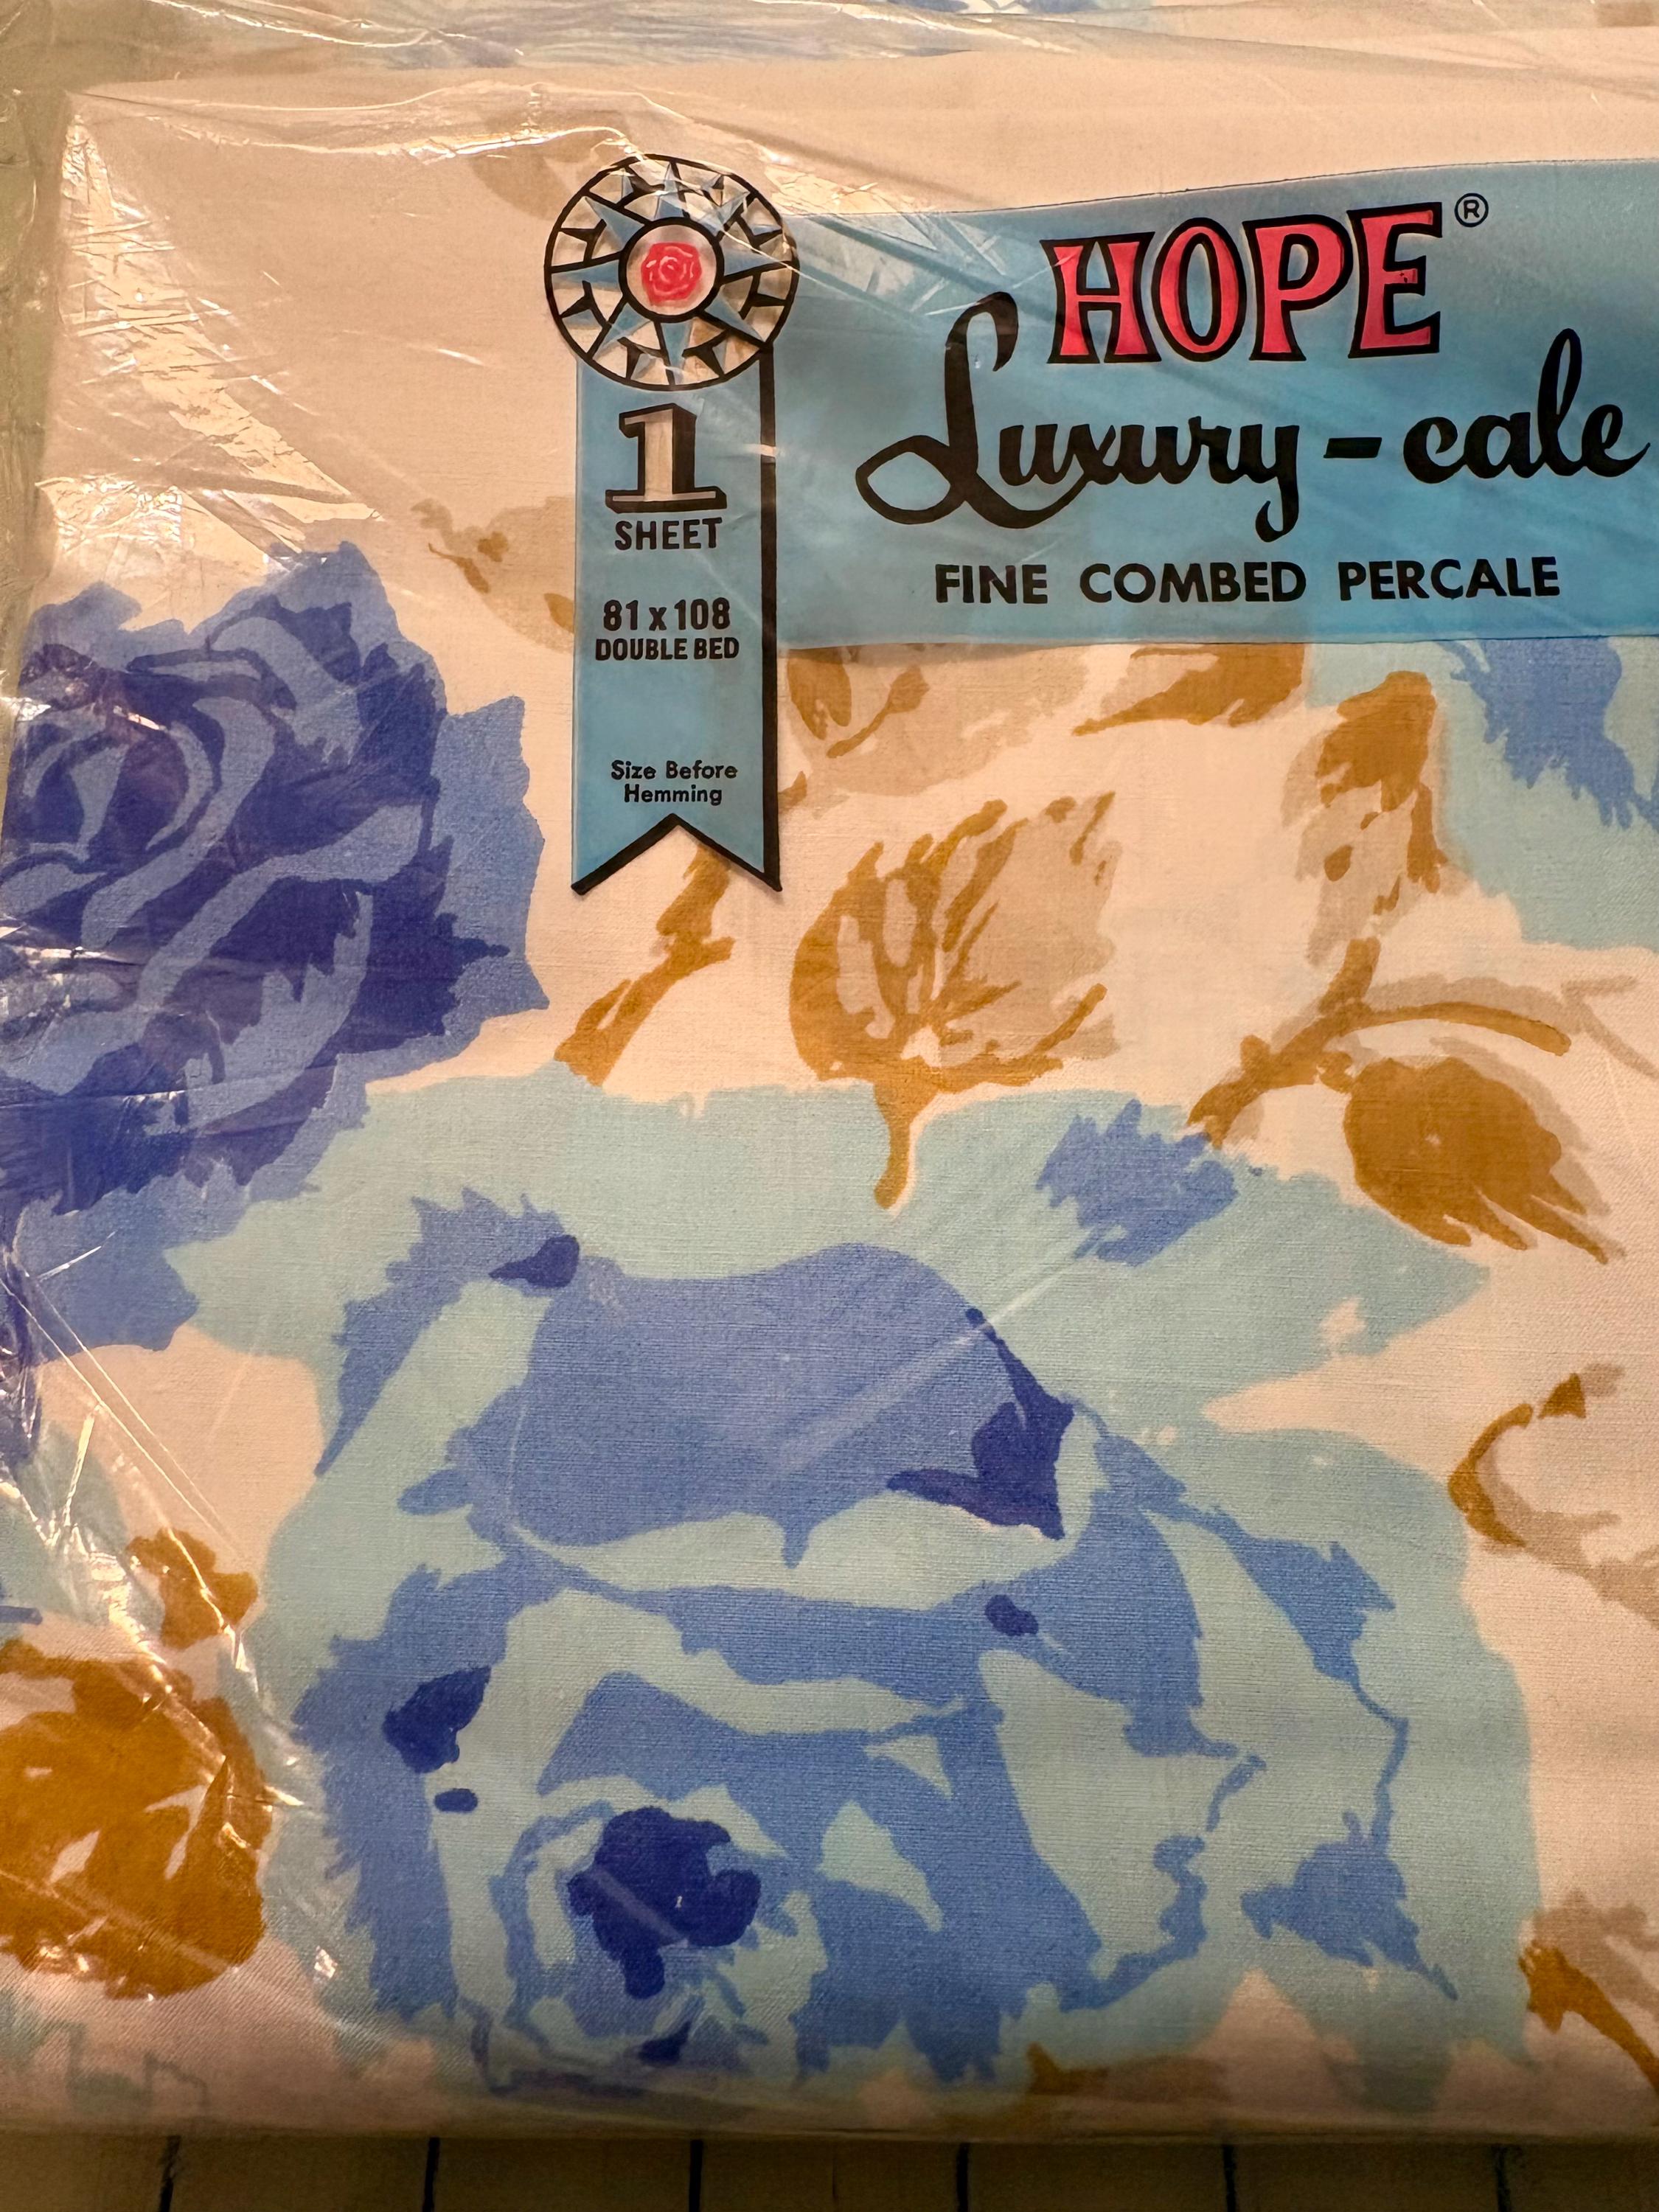 HOPE®
Luxury-cale
FINE COMBED PERCALE
1
SHEET
81 x 108
DOUBLE BED
Size Before
Hemming